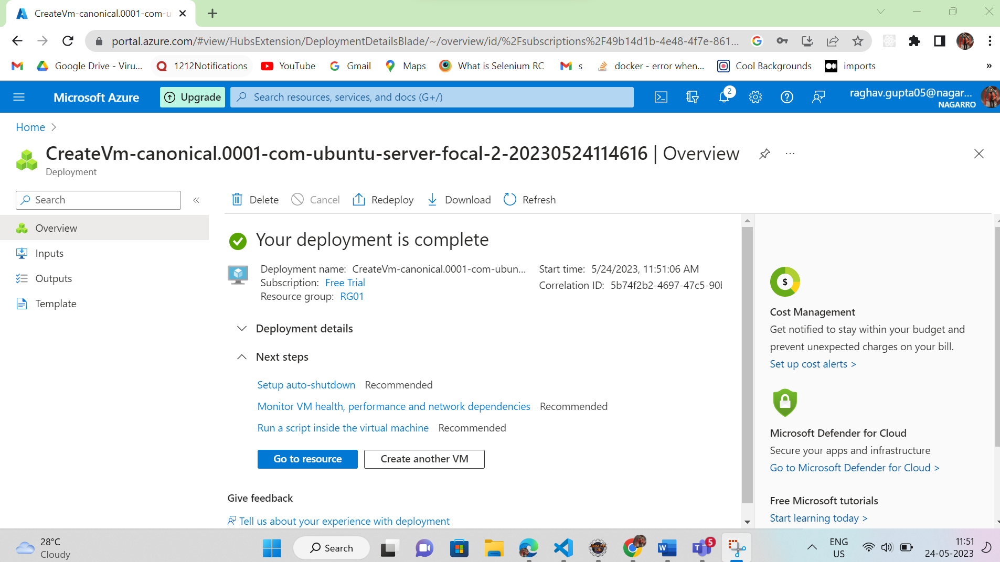 CreateVm-canonical.0001-com-u
portal.azure.com/#view/HubsExtension/DeploymentDetailsBlade/~/overview/id/%2Fsubscriptions%2F49b14d1b-4e48-4f7e-861...
Google Drive - Viru...
1212Notifications
YouTube
Gmail
Maps
What is Selenium RC
s
docker - error when...
Cool Backgrounds
imports
»
Microsoft Azure
Upgrade
Search resources, services, and docs (G+/)
2
raghav.gupta05@nagar...
NAGARRO
Home
CreateVm-canonical.0001-com-ubuntu-server-focal-2-20230524114616 | Overview
Deployment
Search
Delete
Cancel
Redeploy
Download
Refresh
Overview
Inputs
Outputs
Template
Your deployment is complete
Deployment name: CreateVm-canonical.0001-com-ubun...
Subscription: Free Trial
Resource group: RG01
Start time: 5/24/2023, 11:51:06 AM
Correlation ID: 5b74f2b2-4697-47c5-90
Deployment details
Next steps
Setup auto-shutdown Recommended
Monitor VM health, performance and network dependencies Recommended
Run a script inside the virtual machine Recommended
Go to resource
Create another VM
Give feedback
Tell us about your experience with deployment
$
Cost Management
Get notified to stay within your budget and
prevent unexpected charges on your bill.
Set up cost alerts >
Microsoft Defender for Cloud
Secure your apps and infrastructure
Go to Microsoft Defender for Cloud >
Free Microsoft tutorials
Start learning today >
28°C
Cloudy
Search
Java EE
IDE
W
T
5
ENG
US
11:51
24-05-2023